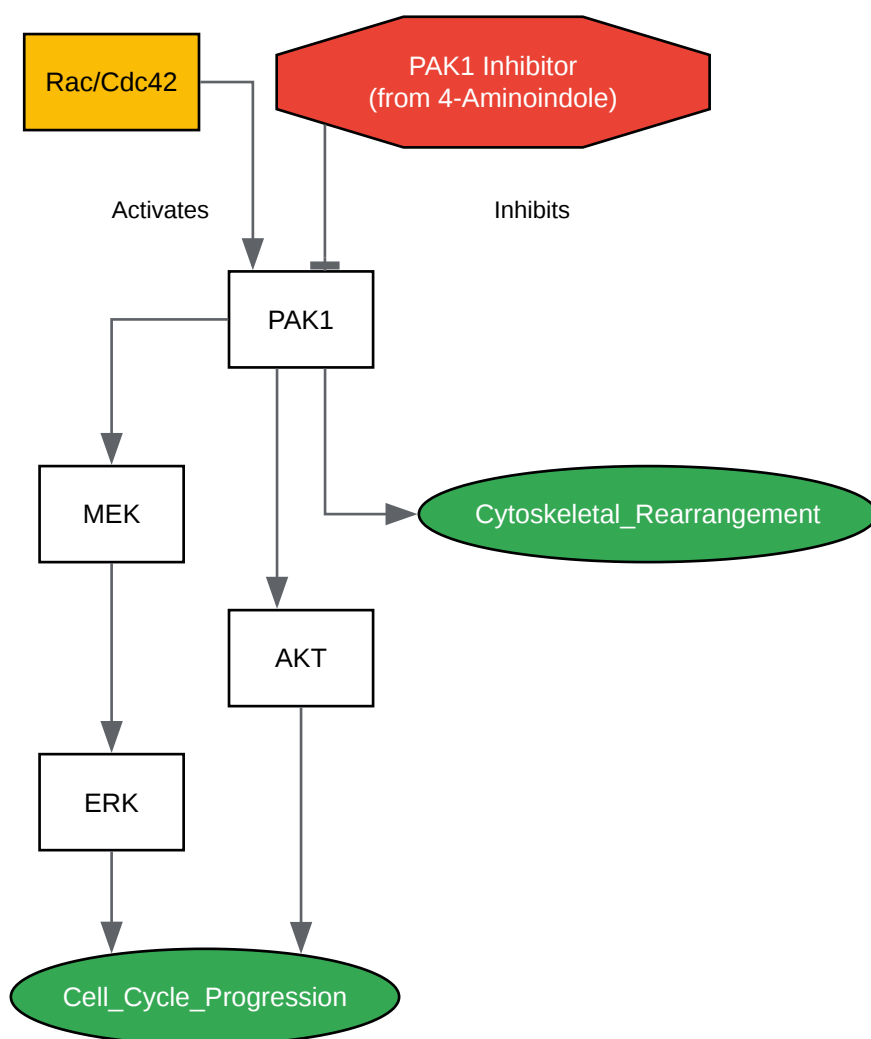 Rac/Cdc42
PAK1 Inhibitor
(from 4-Aminoindole)
Activates
Inhibits
PAK1
MEK
Cytoskeletal_Rearrangement
AKT
ERK
Cell_Cycle_Progression